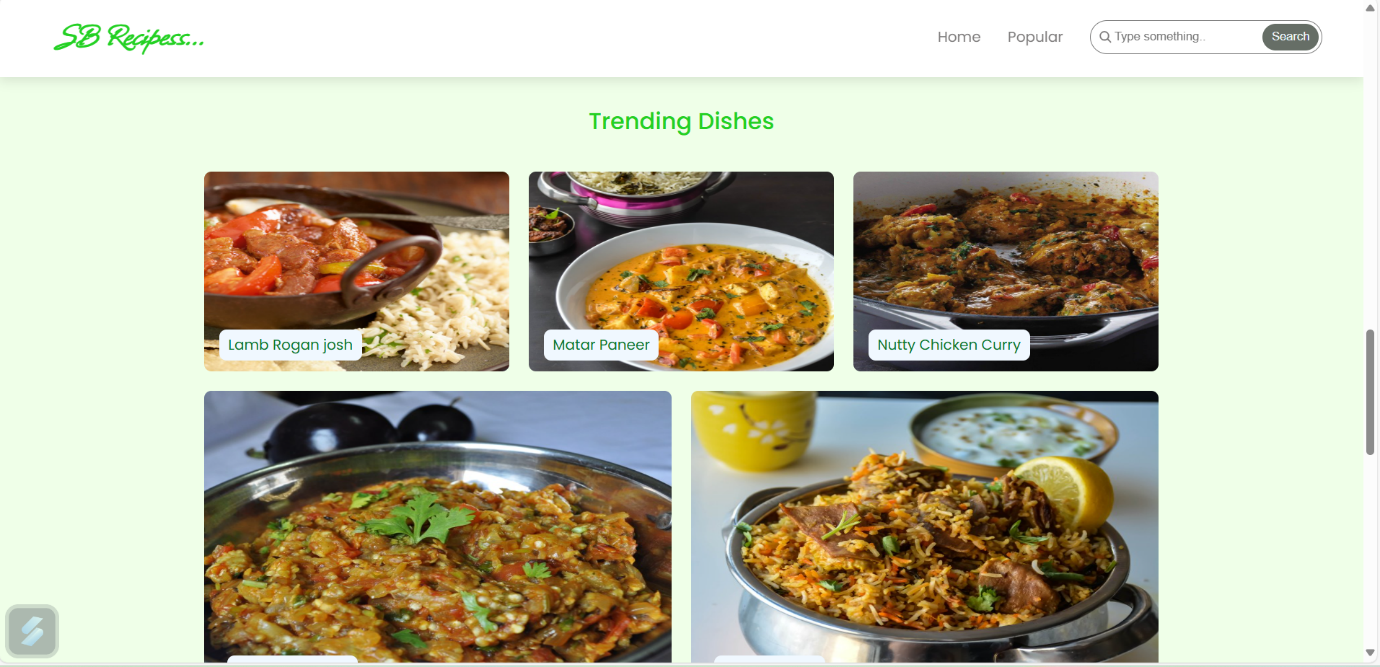 SB Recipess...
Home
Popular
Type something..
Search
Trending Dishes
Lamb Rogan josh
Matar Paneer
Nutty Chicken Curry